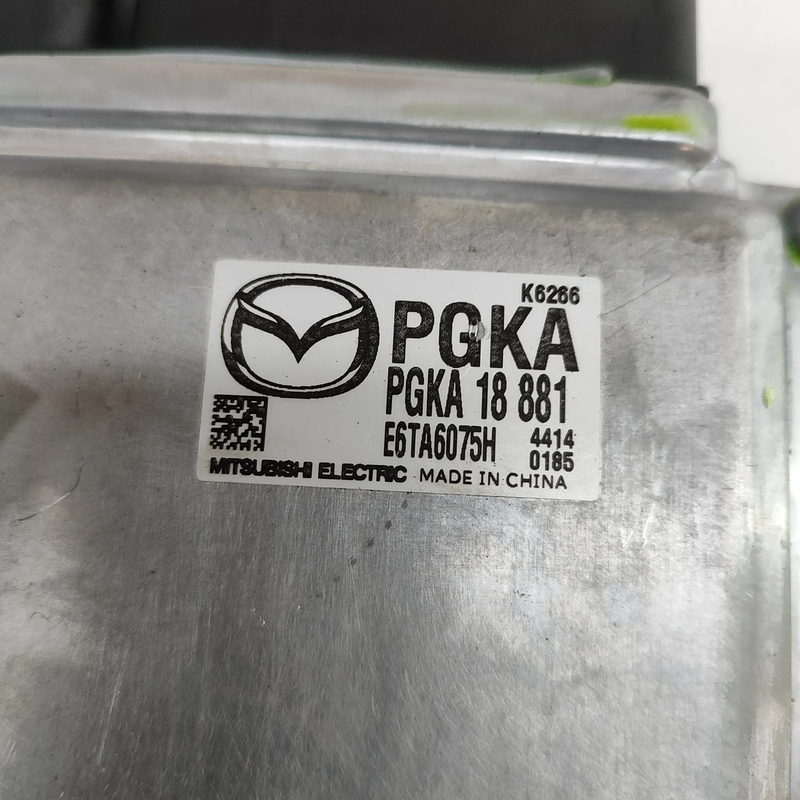 K6266
PGKA
PGKA 18 881
E6TA6075H 4414
0185
MITSUBISHI ELECTRIC MADE IN CHINA